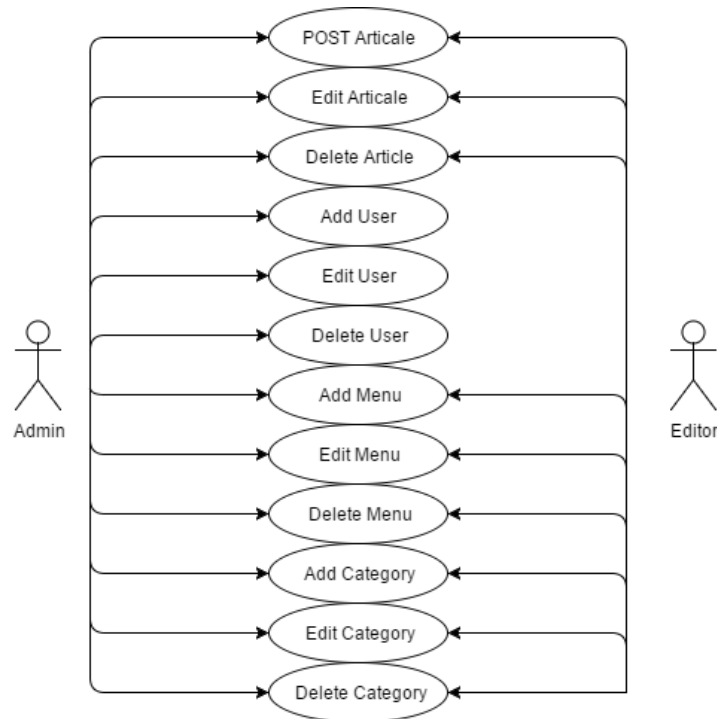 POST Articale
Edit Articale
Delete Article
Add User
Edit User
Delete User
Add Menu
Admin
Editor
Edit Menu
Delete Menu
Add Category
Edit Category
Delete Category